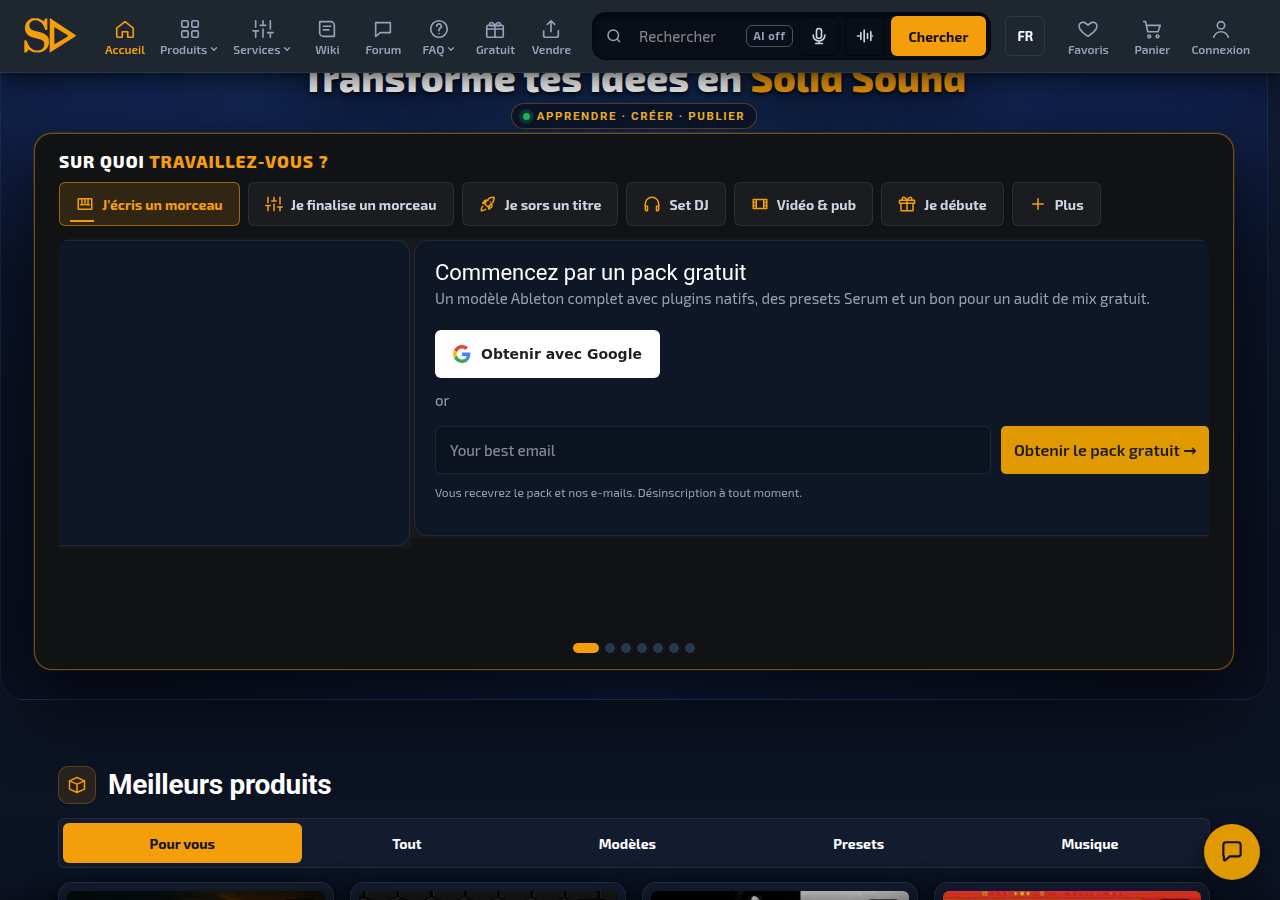 Accueil
Produits
Services
Wiki
Forum
FAQ
Gratuit
Vendre
Rechercher
AI off
Chercher
FR
Favoris
Panier
Connexion
Transforme tes idées en Solid Sound
APPRENDRE · CRÉER · PUBLIER
SUR QUOI TRAVAILLEZ-VOUS ?
J'écris un morceau
Je finalise un morceau
Je sors un titre
Set DJ
Vidéo & pub
Je débute
Plus
Commencez par un pack gratuit
Un modèle Ableton complet avec plugins natifs, des presets Serum et un bon pour un audit de mix gratuit.
Obtenir avec Google
or
Your best email
Obtenir le pack gratuit →
Vous recevrez le pack et nos e-mails. Désinscription à tout moment.
Meilleurs produits
Pour vous
Tout
Modèles
Presets
Musique